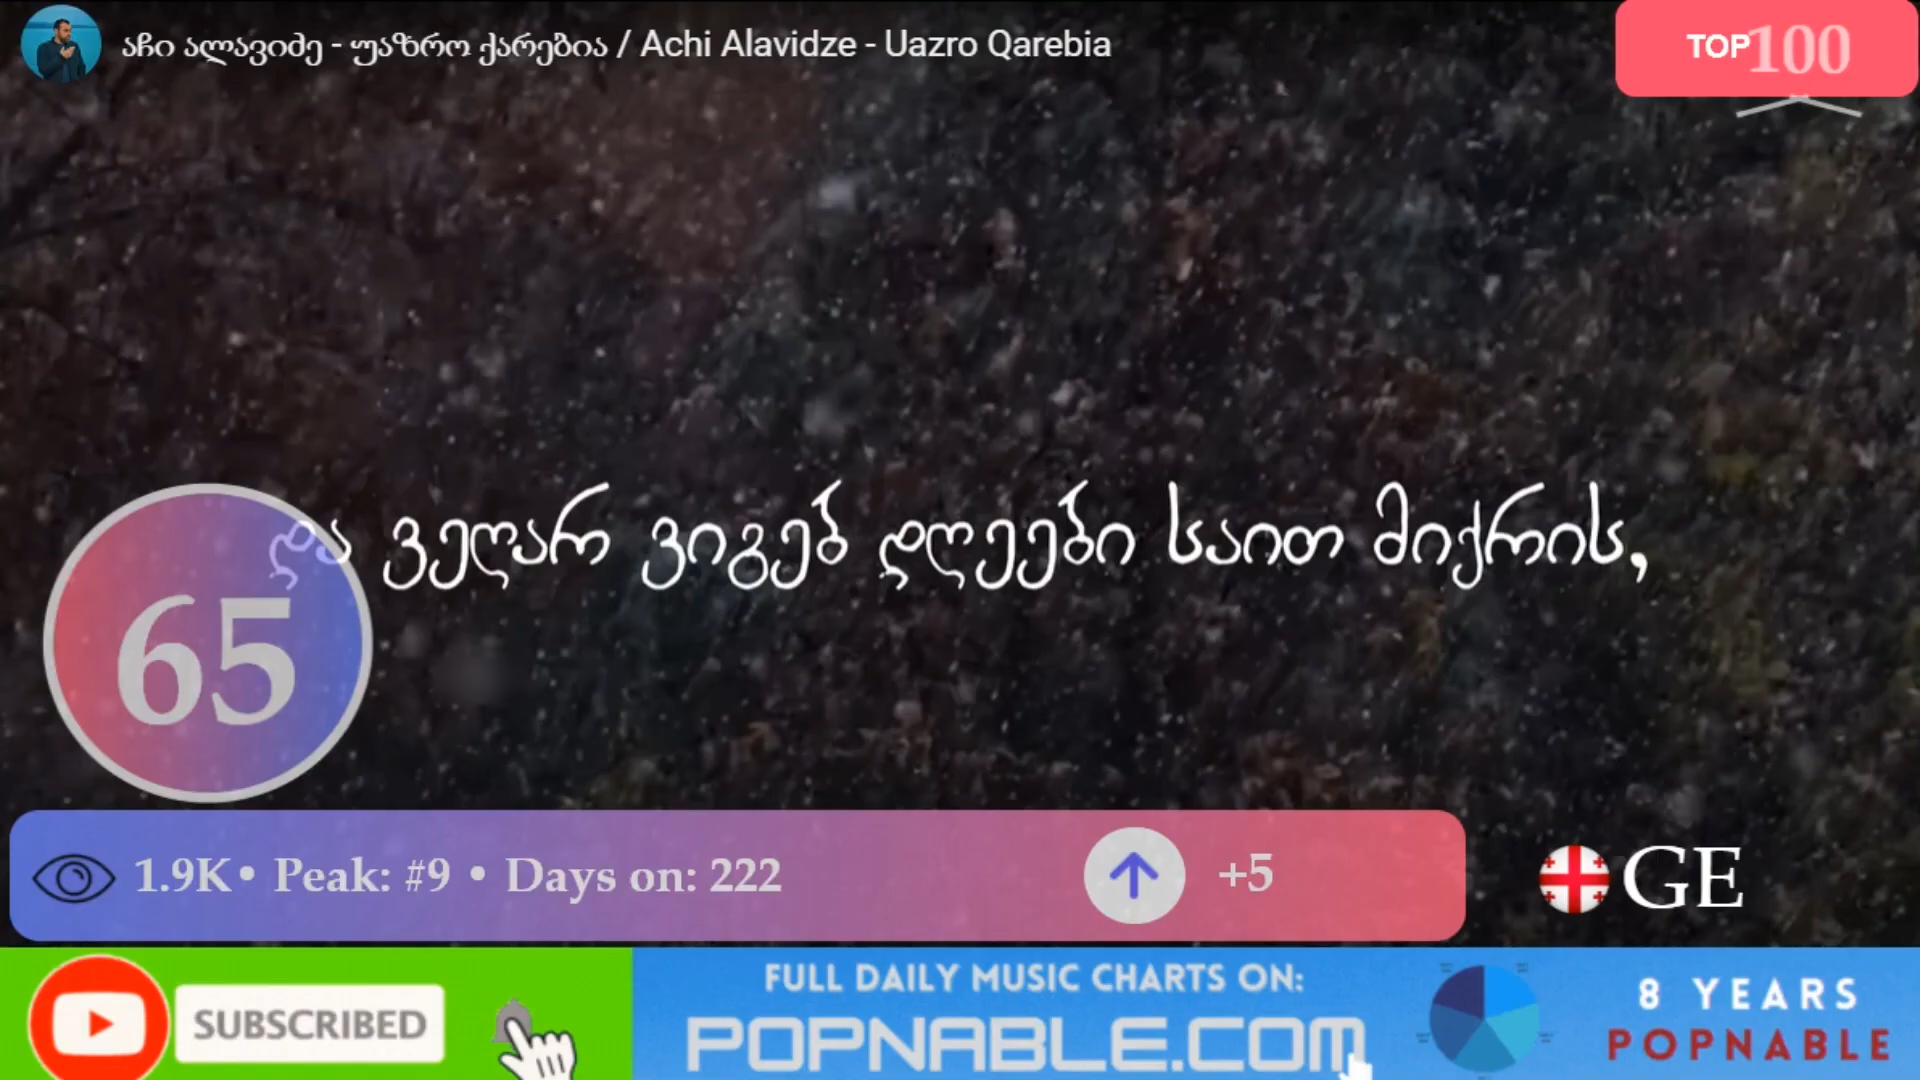 აჩი ალავიძე - უაზრო ქარებია / Achi Alavidze - Uazro Qarebia
TOP100
და ვეღარ ვიგებ დღეები საით მიქრის,
65
1.9K • Peak: #9 • Days on: 222
+5
GE
SUBSCRIBED
FULL DAILY MUSIC CHARTS ON:
POPNABLE.COM
8 YEARS
POPNABLE